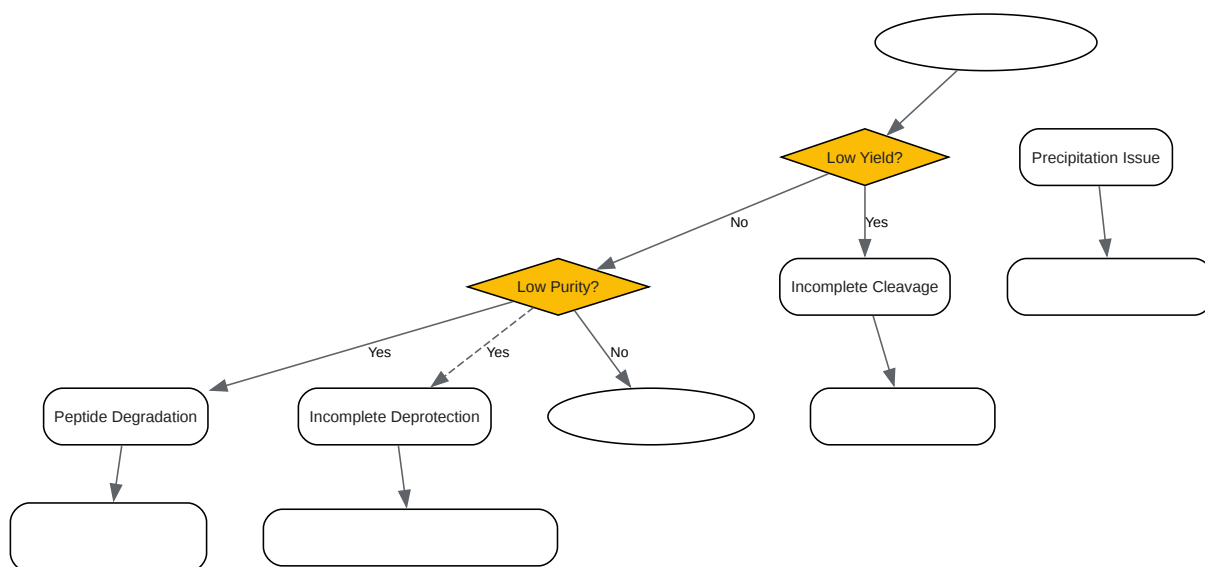 Low Yield?
Precipitation Issue
No
Yes
Low Purity?
Incomplete Cleavage
Yes
Yes
No
Peptide Degradation
Incomplete Deprotection